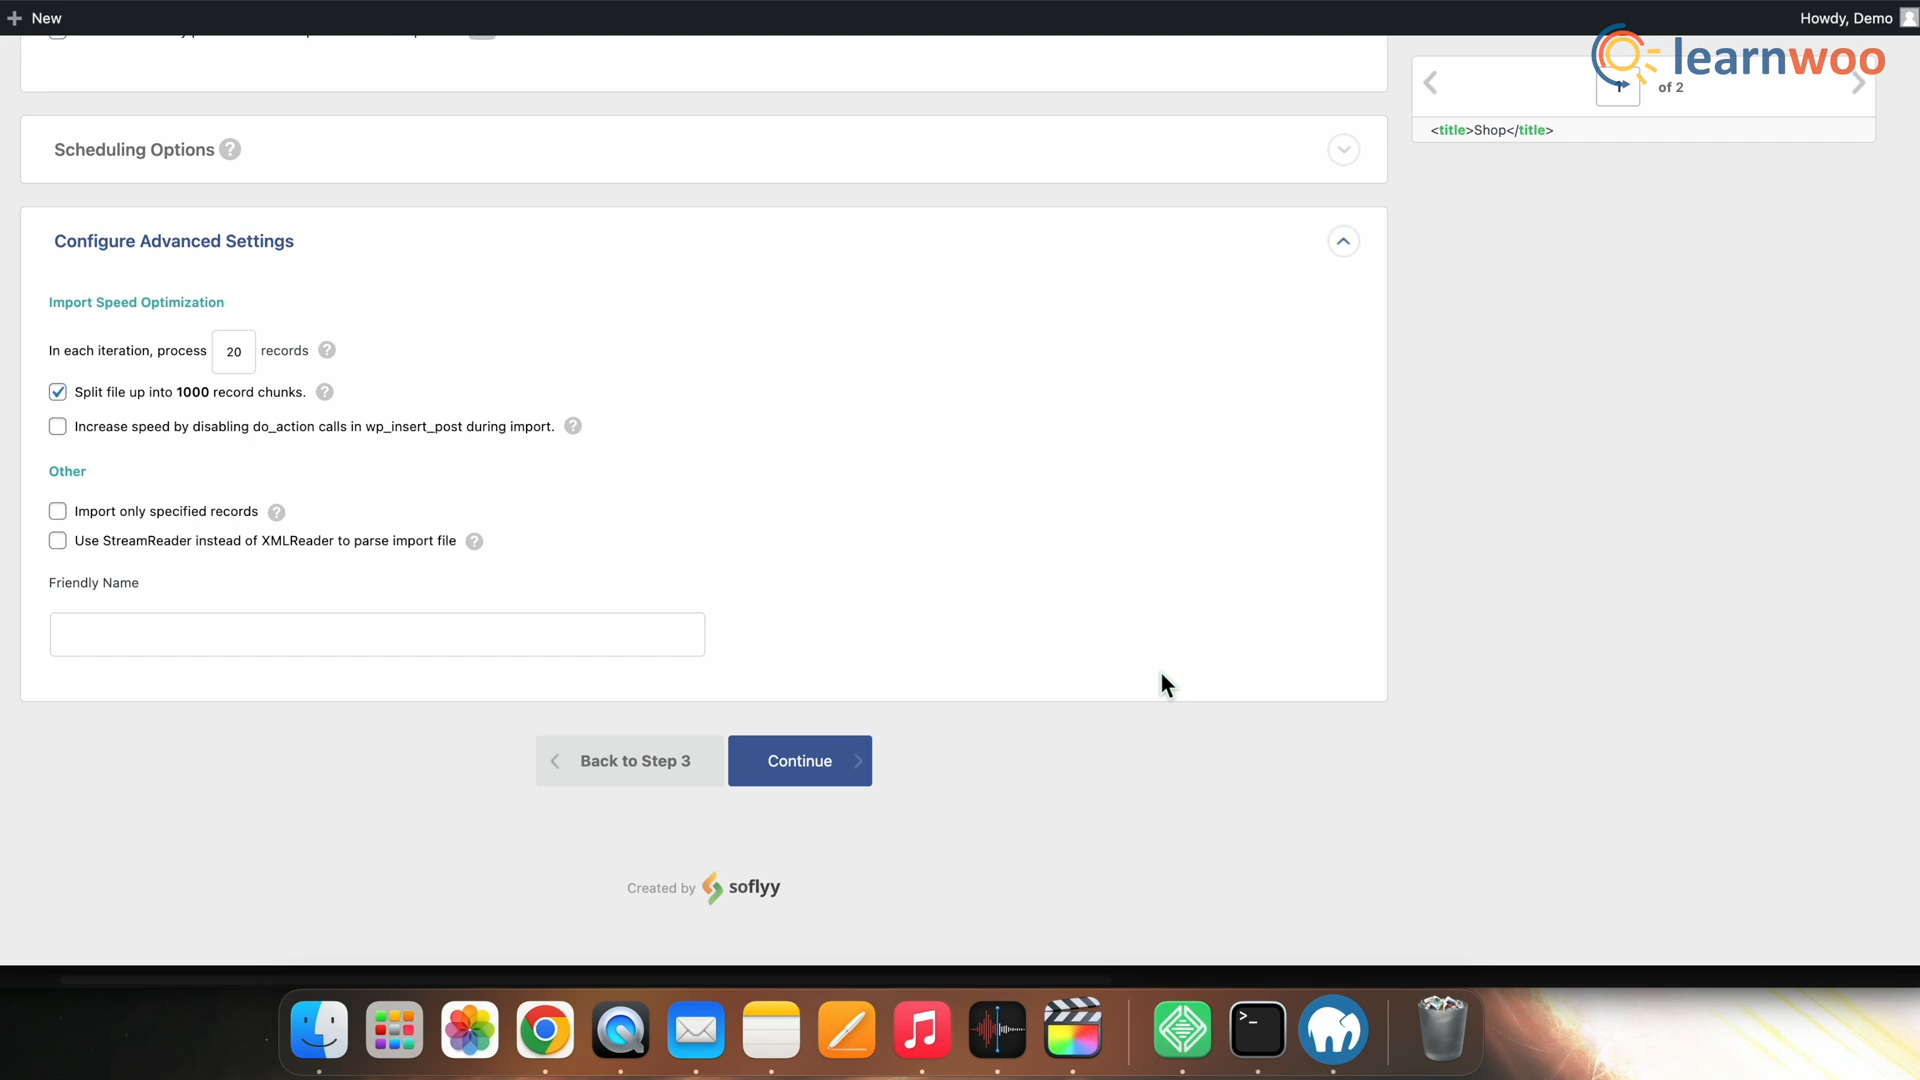 New
Howdy, Demo
learnwoo
1
of 2
<title>Shop</title>
Scheduling Options ?
Configure Advanced Settings
Import Speed Optimization
In each iteration, process 20 records ?
Split file up into 1000 record chunks. ?
Increase speed by disabling do_action calls in wp_insert_post during import. ?
Other
Import only specified records ?
Use StreamReader instead of XMLReader to parse import file ?
Friendly Name
Back to Step 3
Continue
Created by soflyy